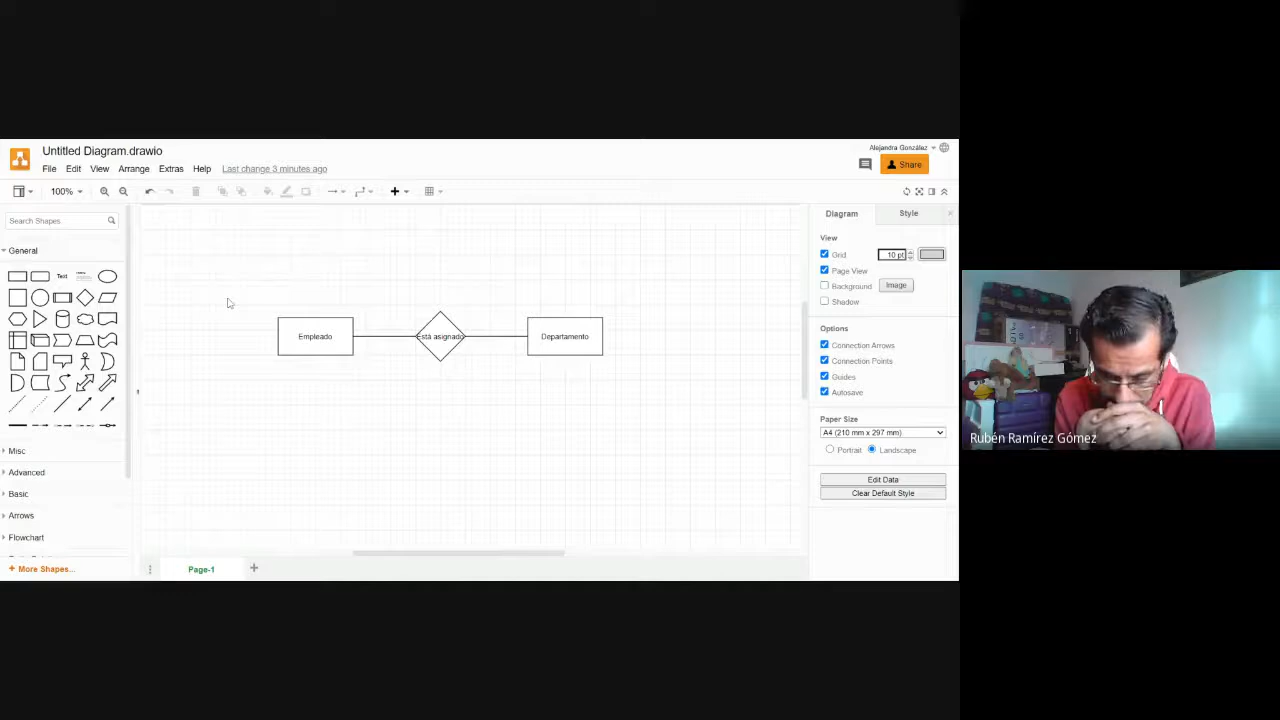 Untitled Diagram.drawio
Alejandra González
File Edit View Arrange Extras Help Last change 3 minutes ago
Share
100%
Search Shapes
Diagram Style
General
View
Grid 10 pt
Text
Page View
Background Image
Shadow
Empleado Está asignado Departamento
Options
Connection Arrows
Connection Points
Guides
Autosave
Paper Size
A4 (210 mm x 297 mm)
Portrait Landscape
Rubén Ramírez Gómez
Misc
Advanced
Edit Data
Basic
Clear Default Style
Arrows
Flowchart
+ More Shapes...
Page-1